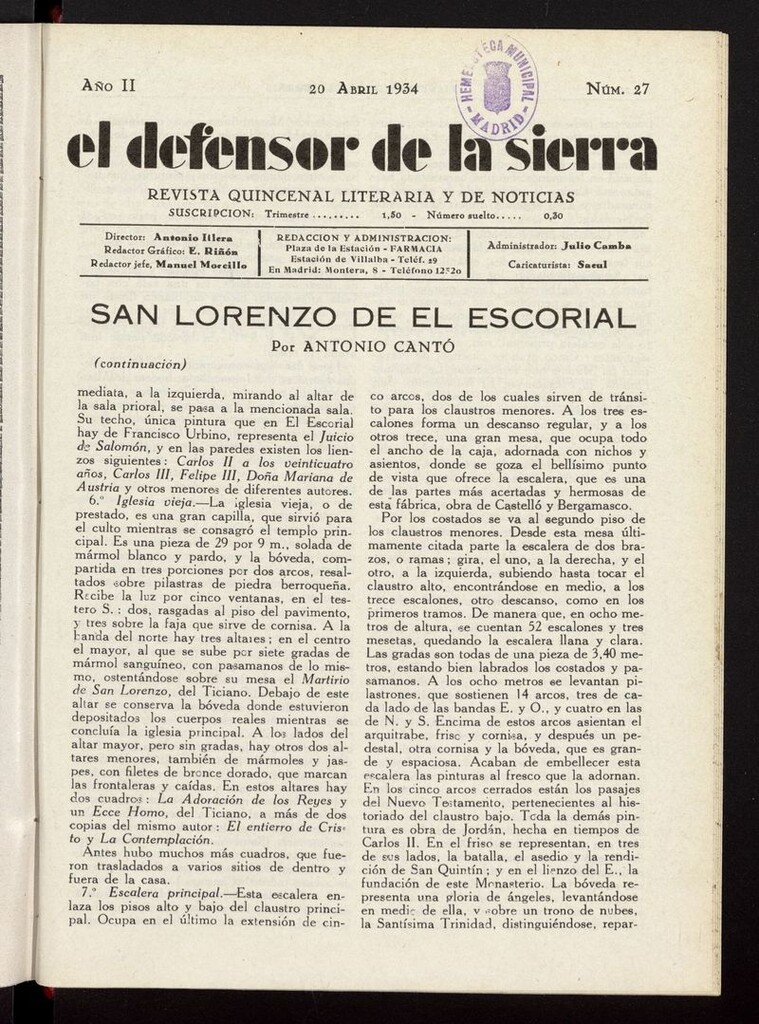 AÑO II
20 ABRIL 1934
NÚM. 27
HEMEROTECA MUNICIPAL
MADRID
el defensor de la sierra
REVISTA QUINCENAL LITERARIA Y DE NOTICIAS
SUSCRIPCION: Trimestre ......... 1,50 - Número suelto..... 0,30
Director: Antonio Illera
Redactor Gráfico: E. Riñón
Redactor jefe, Manuel Morcillo
REDACCION Y ADMINISTRACION:
Plaza de la Estación - FARMACIA
Estación de Villalba - Teléf. 29
En Madrid: Montera, 8 - Teléfono 12520
Administrador: Julio Camba
Caricaturista: Saeul
SAN LORENZO DE EL ESCORIAL
Por ANTONIO CANTÓ
(continuación)
mediata, a la izquierda, mirando al altar de
la sala prioral, se pasa a la mencionada sala.
Su techo, única pintura que en El Escorial
hay de Francisco Urbino, representa el Juicio
de Salomón, y en las paredes existen los lien-
zos siguientes: Carlos II a los veinticuatro
años, Carlos III, Felipe III, Doña Mariana de
Austria y otros menores de diferentes autores.
6.º Iglesia vieja.—La iglesia vieja, o de
prestado, es una gran capilla, que sirvió para
el culto mientras se consagró el templo prin-
cipal. Es una pieza de 29 por 9 m., solada de
mármol blanco y pardo, y la bóveda, com-
partida en tres porciones por dos arcos, resal-
tados sobre pilastras de piedra berroqueña.
Recibe la luz por cinco ventanas, en el tes-
tero S. : dos, rasgadas al piso del pavimento,
y tres sobre la faja que sirve de cornisa. A la
banda del norte hay tres altares; en el centro
el mayor, al que se sube por siete gradas de
mármol sanguíneo, con pasamanos de lo mis-
mo, ostentándose sobre su mesa el Martirio
de San Lorenzo, del Ticiano. Debajo de este
altar se conserva la bóveda donde estuvieron
depositados los cuerpos reales mientras se
concluía la iglesia principal. A los lados del
altar mayor, pero sin gradas, hay otros dos al-
tares menores, también de mármoles y jas-
pes, con filetes de bronce dorado, que marcan
las frontaleras y caídas. En estos altares hay
dos cuadros: La Adoración de los Reyes y
un Ecce Homo, del Ticiano, a más de dos
copias del mismo autor: El entierro de Cris-
to y La Contemplación.
Antes hubo muchos más cuadros, que fue-
ron trasladados a varios sitios de dentro y
fuera de la casa.
7.º Escalera principal.—Esta escalera en-
laza los pisos alto y bajo del claustro princi-
pal. Ocupa en el último la extensión de cin-
co arcos, dos de los cuales sirven de tránsi-
to para los claustros menores. A los tres es-
calones forma un descanso regular, y a los
otros trece, una gran mesa, que ocupa todo
el ancho de la caja, adornada con nichos y
asientos, donde se goza el bellísimo punto
de vista que ofrece la escalera, que es una
de las partes más acertadas y hermosas de
esta fábrica, obra de Castelló y Bergamasco.
Por los costados se va al segundo piso de
los claustros menores. Desde esta mesa últi-
mamente citada parte la escalera de dos bra-
zos, o ramas; gira, el uno, a la derecha, y el
otro, a la izquierda, subiendo hasta tocar el
claustro alto, encontrándose en medio, a los
trece escalones, otro descanso, como en los
primeros tramos. De manera que, en ocho me-
tros de altura, se cuentan 52 escalones y tres
mesetas, quedando la escalera llana y clara.
Las gradas son todas de una pieza de 3,40 me-
tros, estando bien labrados los costados y pa-
samanos. A los ocho metros se levantan pi-
lastrones. que sostienen 14 arcos, tres de ca-
da lado de las bandas E. y O., y cuatro en las
de N. y S. Encima de estos arcos asientan el
arquitrabe, friso y cornisa, y después un pe-
destal, otra cornisa y la bóveda, que es gran-
de y espaciosa. Acaban de embellecer esta
escalera las pinturas al fresco que la adornan.
En los cinco arcos cerrados están los pasajes
del Nuevo Testamento, pertenecientes al his-
toriado del claustro bajo. Toda la demás pin-
tura es obra de Jordán, hecha en tiempos de
Carlos II. En el friso se representan, en tres
de sus lados, la batalla, el asedio y la rendi-
ción de San Quintín; y en el lienzo del E., la
fundación de este Monasterio. La bóveda re-
presenta una gloria de ángeles, levantándose
en medio de ella, y sobre un trono de nubes,
la Santísima Trinidad, distinguiéndose, repar-